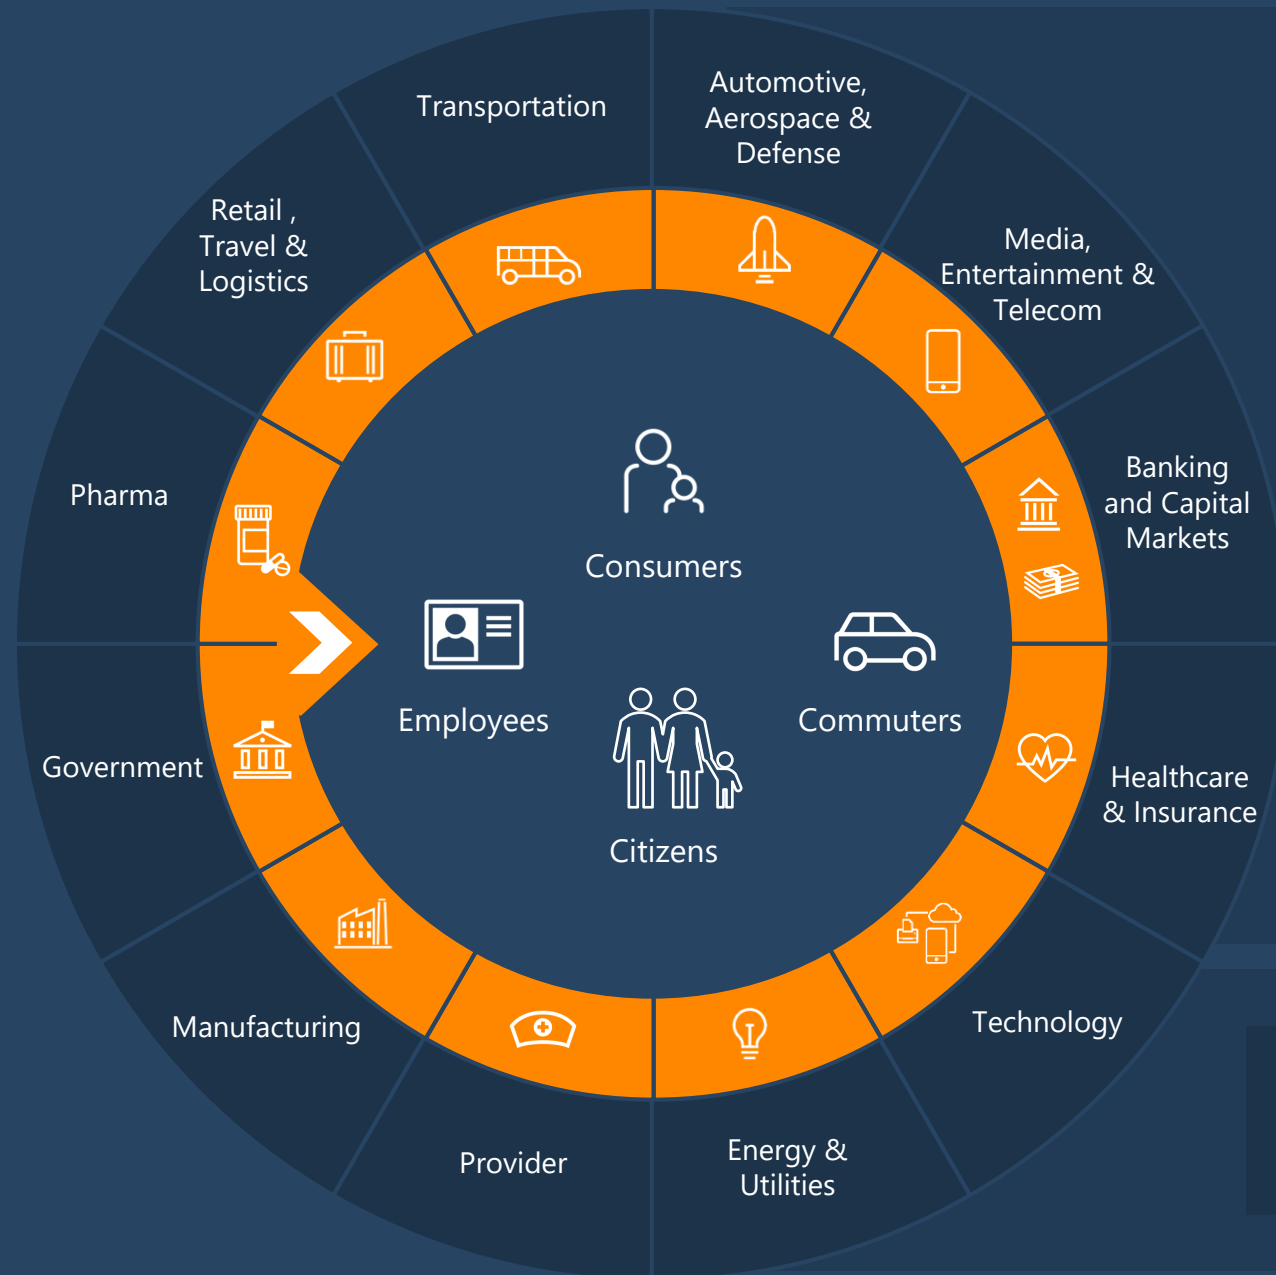 Transportation
Automotive,
Aerospace &
Defense
Retail ,
Travel &
Logistics
Media,
Entertainment &
Telecom
Pharma
Banking
and Capital
Markets
Consumers
Employees
Commuters
Citizens
Government
Healthcare
& Insurance
Manufacturing
Technology
Provider
Energy &
Utilities